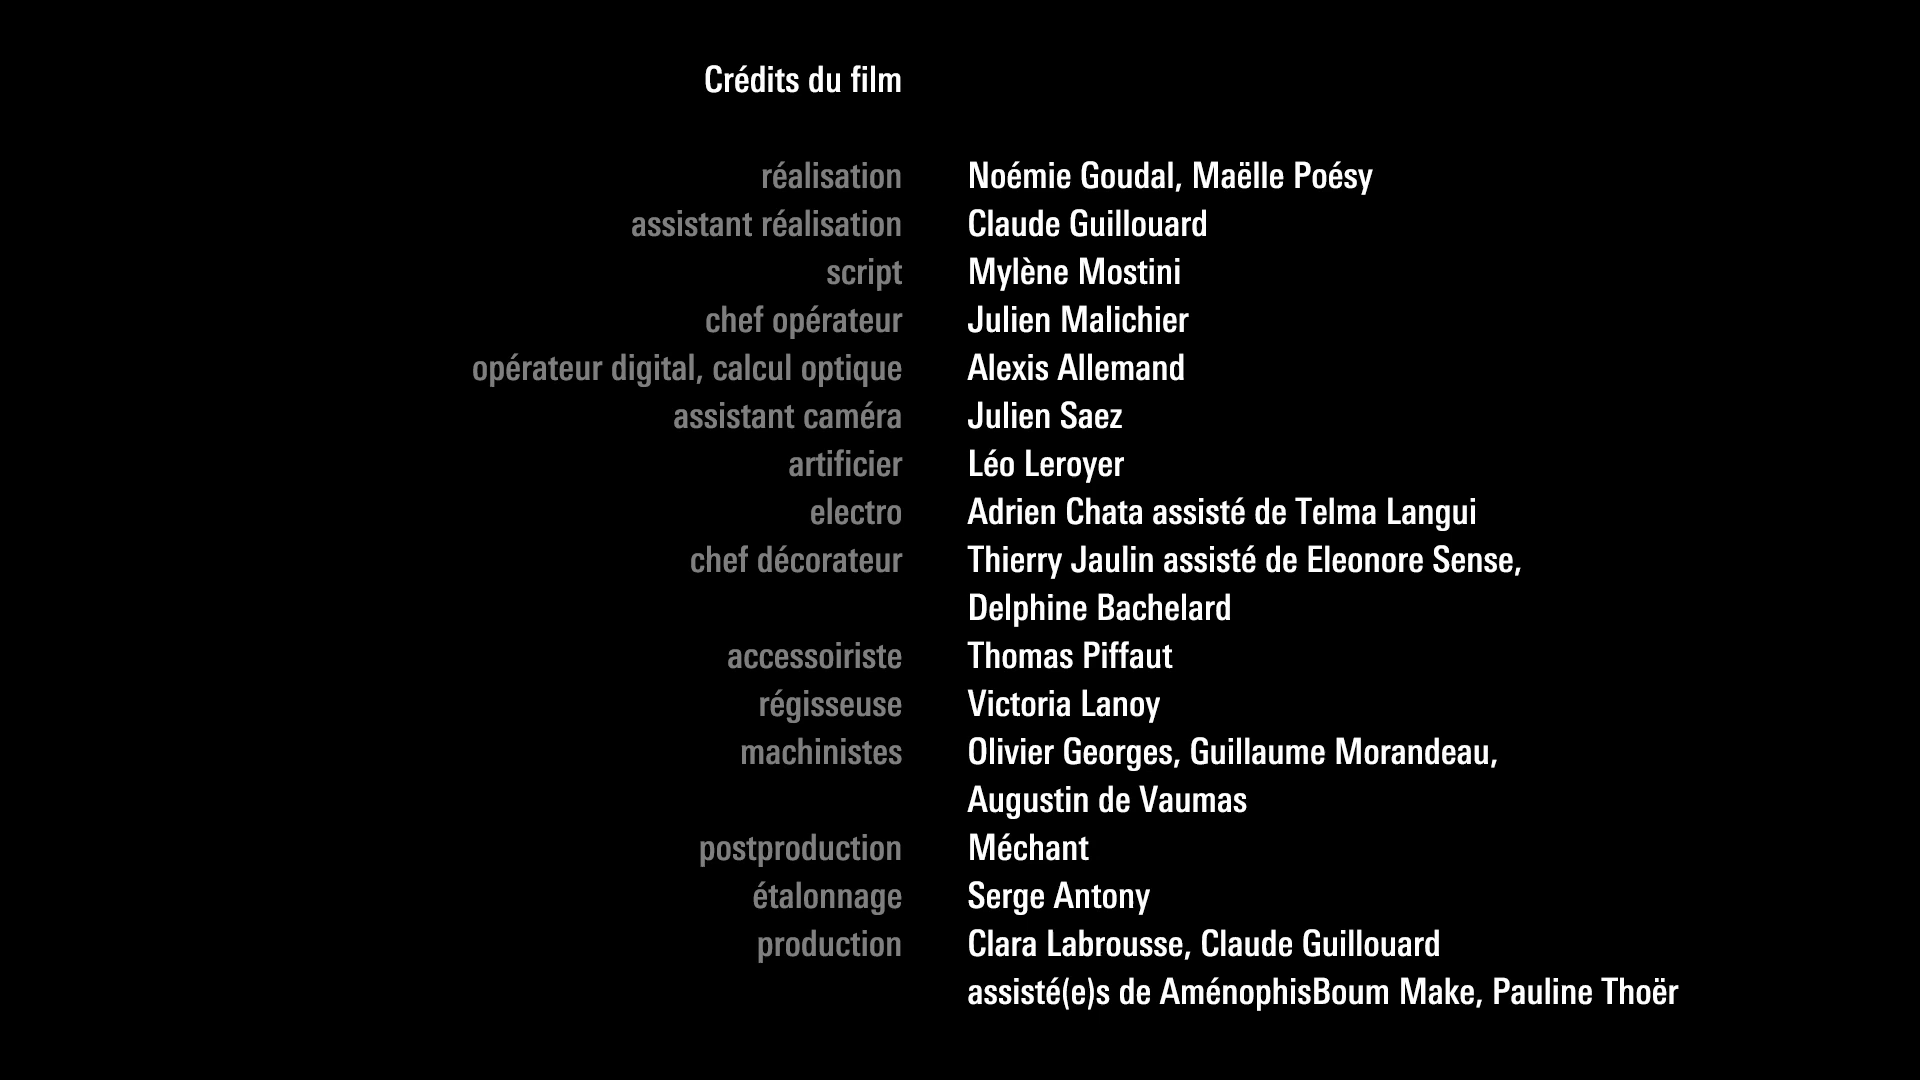 Crédits du film
réalisation Noémie Goudal, Maëlle Poésy
assistant réalisation Claude Guillouard
script Mylène Mostini
chef opérateur Julien Malichier
opérateur digital, calcul optique Alexis Allemand
assistant caméra Julien Saez
artificier Léo Leroyer
electro Adrien Chata assisté de Telma Langui
chef décorateur Thierry Jaulin assisté de Eleonore Sense,
Delphine Bachelard
accessoiriste Thomas Piffaut
régisseuse Victoria Lanoy
machinistes Olivier Georges, Guillaume Morandeau,
Augustin de Vaumas
postproduction Méchant
étalonnage Serge Antony
production Clara Labrousse, Claude Guillouard
assisté(e)s de AménophisBoum Make, Pauline Thoër